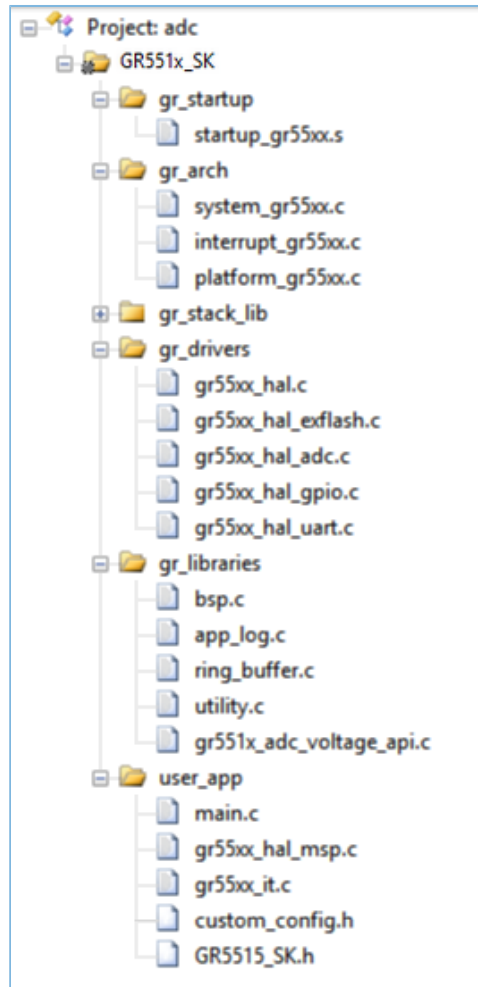 Project: adc
GR551x_SK
gr_startup
startup_gr55xx.s
gr_arch
system_gr55xx.c
interrupt_gr55xx.c
platform_gr55xx.c
gr_stack_lib
gr_drivers
gr55xx_hal.c
gr55xx_hal_exflash.c
gr55xx_hal_adc.c
gr55xx_hal_gpio.c
gr55xx_hal_uart.c
gr_libraries
bsp.c
app_log.c
ring_buffer.c
utility.c
gr551x_adc_voltage_api.c
user_app
main.c
gr55xx_hal_msp.c
gr55xx_it.c
custom_config.h
GR5515_SK.h